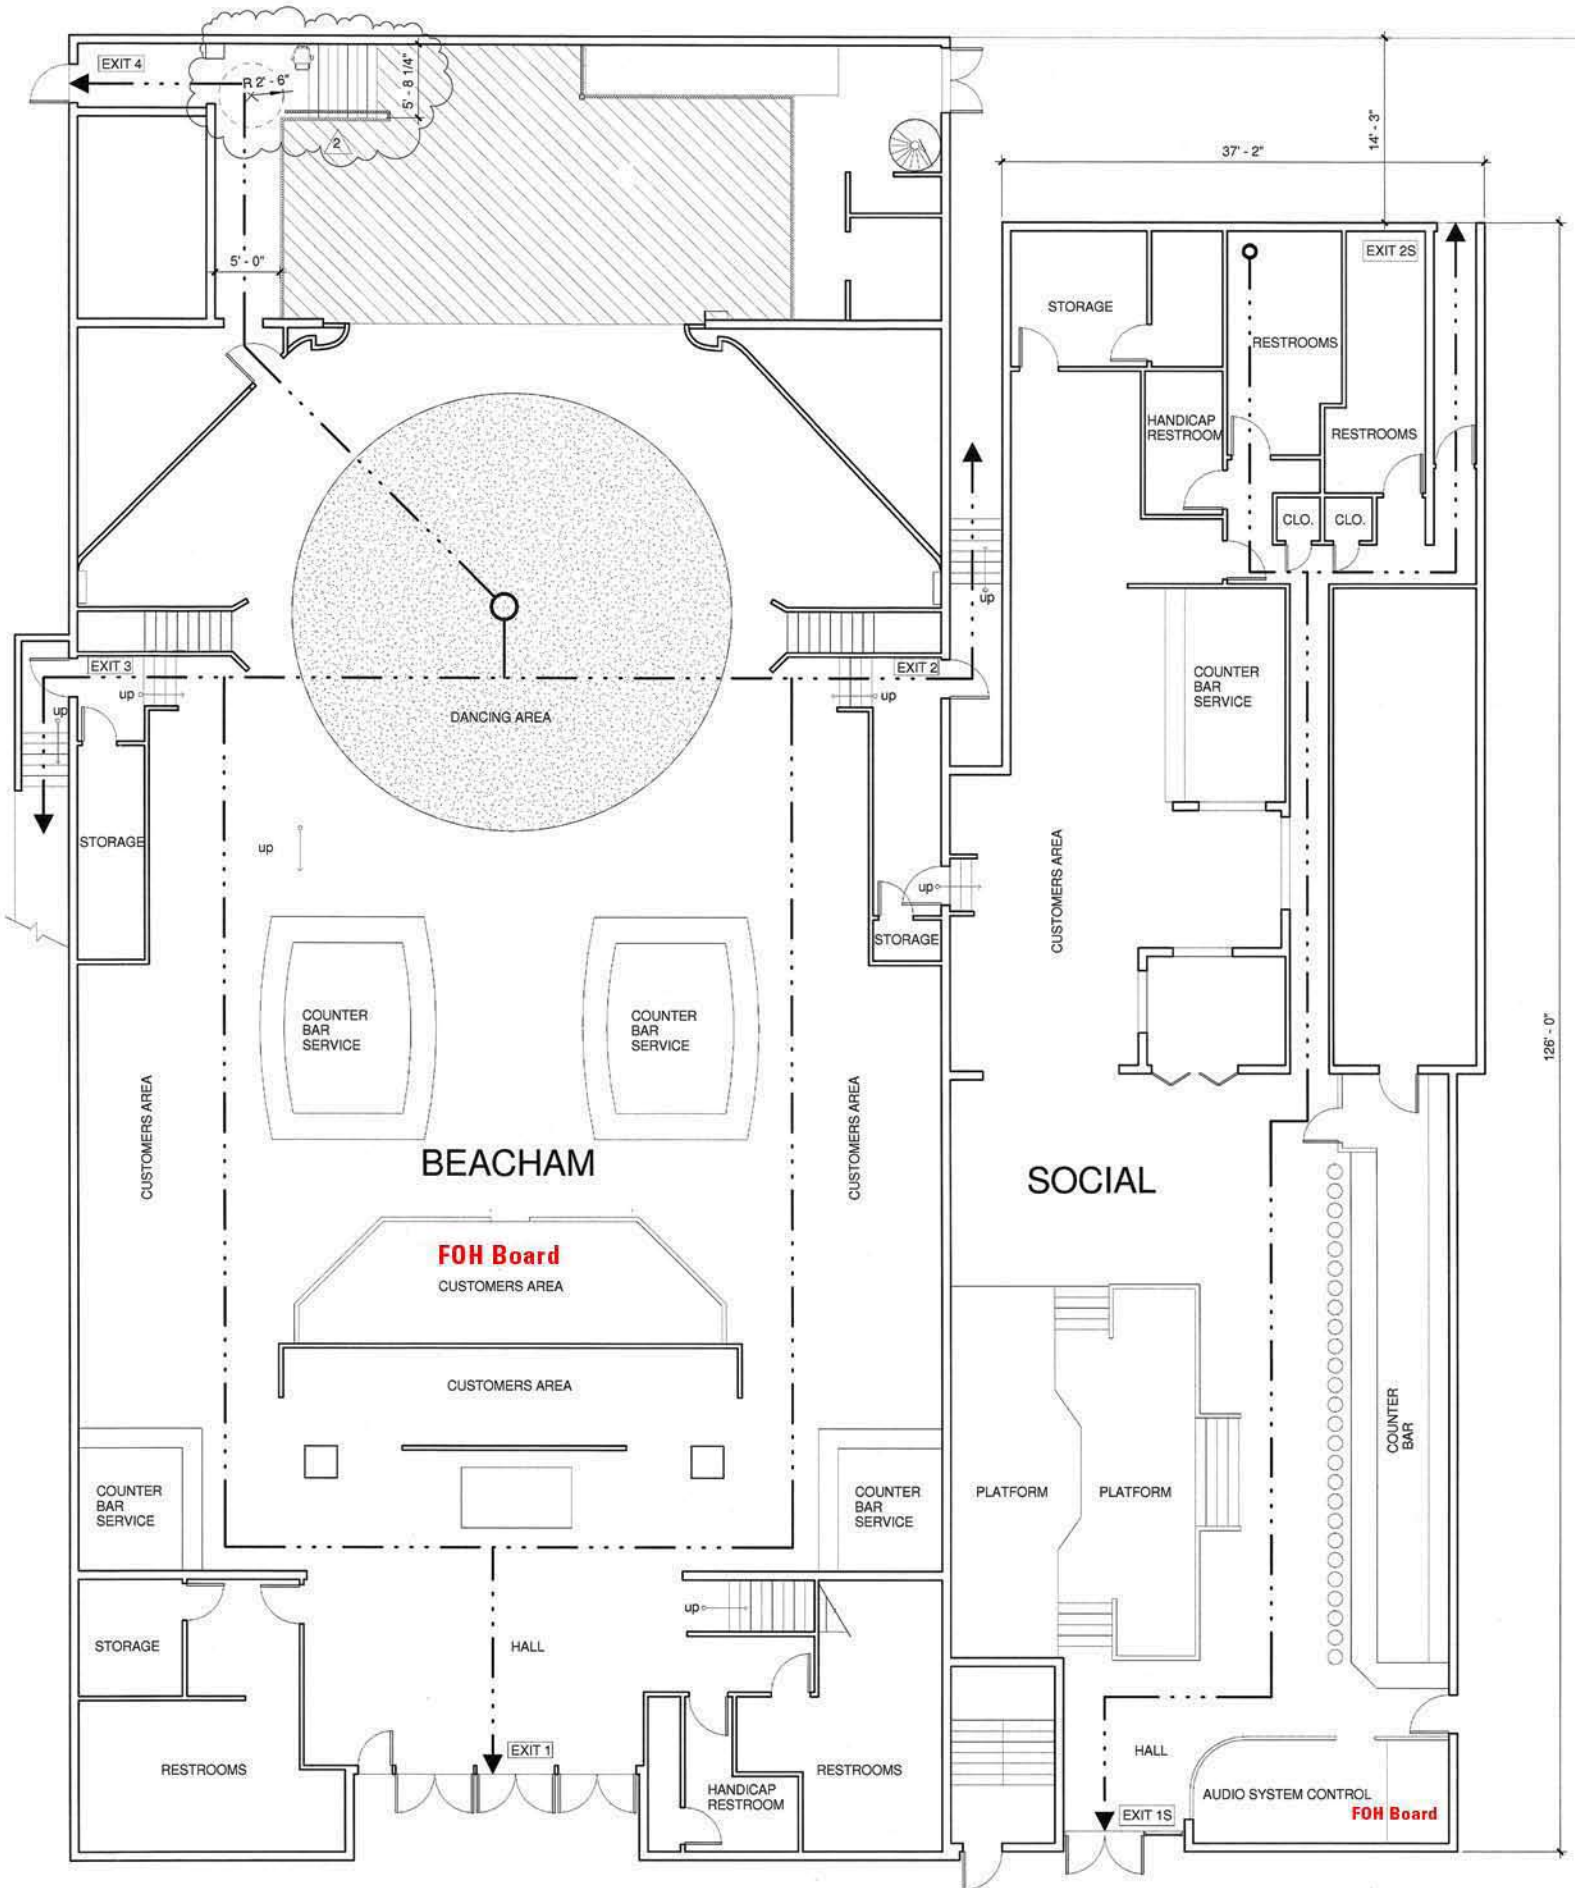 EXIT 4
R 2' - 6"
5' - 8 1/4"
2
5' - 0"
14' - 3"
37' - 2"
EXIT 2S
STORAGE
RESTROOMS
HANDICAP
RESTROOM
RESTROOMS
CLO.
CLO.
up
EXIT 3
EXIT 2
up
up
up
DANCING AREA
COUNTER
BAR
SERVICE
STORAGE
up
up
STORAGE
CUSTOMERS AREA
COUNTER
BAR
SERVICE
COUNTER
BAR
SERVICE
126' - 0"
CUSTOMERS AREA
CUSTOMERS AREA
BEACHAM
SOCIAL
FOH Board
CUSTOMERS AREA
CUSTOMERS AREA
COUNTER
BAR
COUNTER
BAR
SERVICE
COUNTER
BAR
SERVICE
PLATFORM
PLATFORM
up
STORAGE
HALL
RESTROOMS
EXIT 1
HANDICAP
RESTROOM
RESTROOMS
HALL
AUDIO SYSTEM CONTROL
FOH Board
EXIT 1S